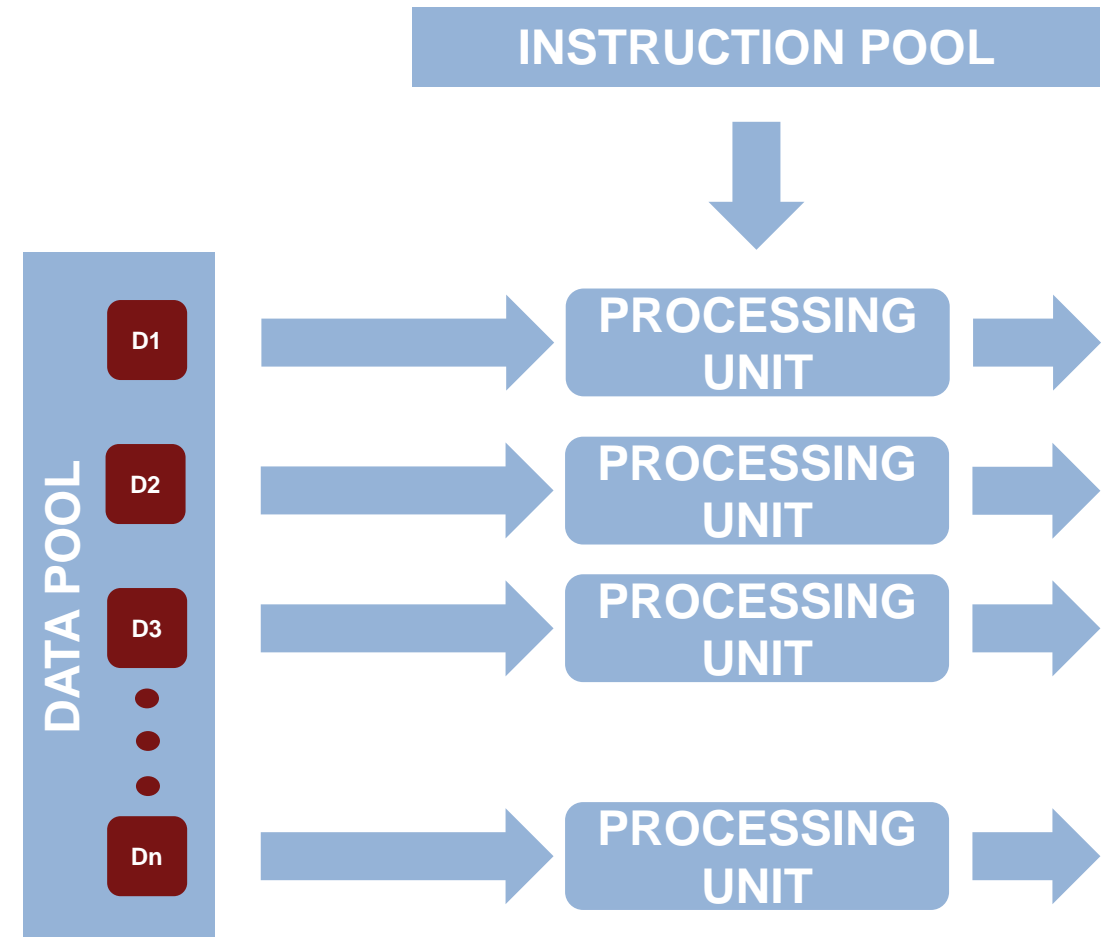 INSTRUCTION POOL
DATA POOL
D1
PROCESSING
UNIT
D2
PROCESSING
UNIT
D3
PROCESSING
UNIT
Dn
PROCESSING
UNIT